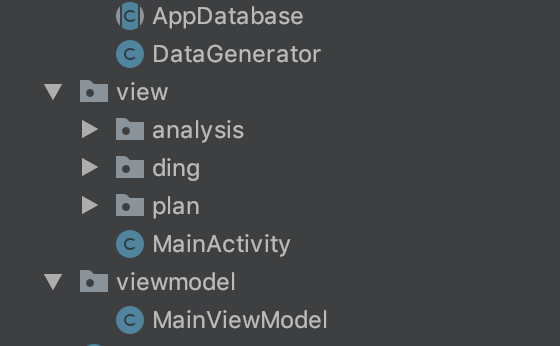 AppDatabase
DataGenerator
view
analysis
ding
plan
MainActivity
viewmodel
MainViewModel